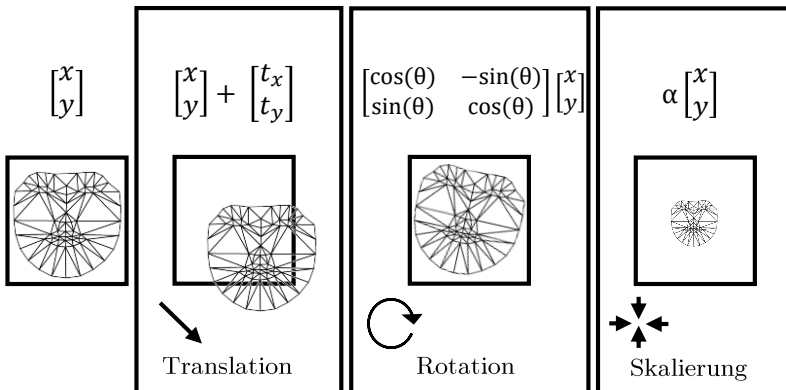 [x y]
[x y] + [t_x t_y]
[cos(θ) −sin(θ) sin(θ) cos(θ)] [x y]
α [x y]
Translation
Rotation
Skalierung